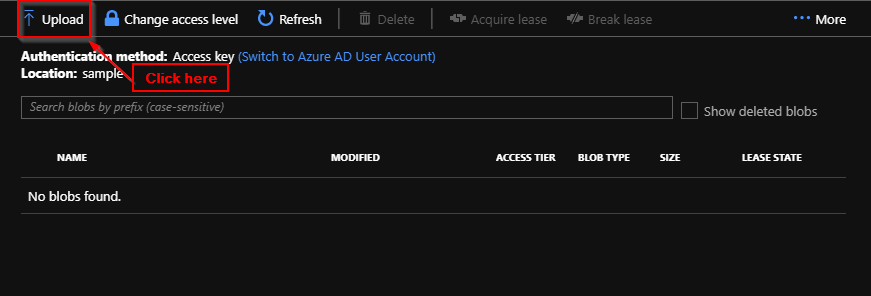 Upload Change access level Refresh Delete Acquire lease Break lease ••• More
Authentication method: Access key (Switch to Azure AD User Account)
Location: sample
Click here
Search blobs by prefix (case-sensitive)
Show deleted blobs
NAME MODIFIED ACCESS TIER BLOB TYPE SIZE LEASE STATE
No blobs found.